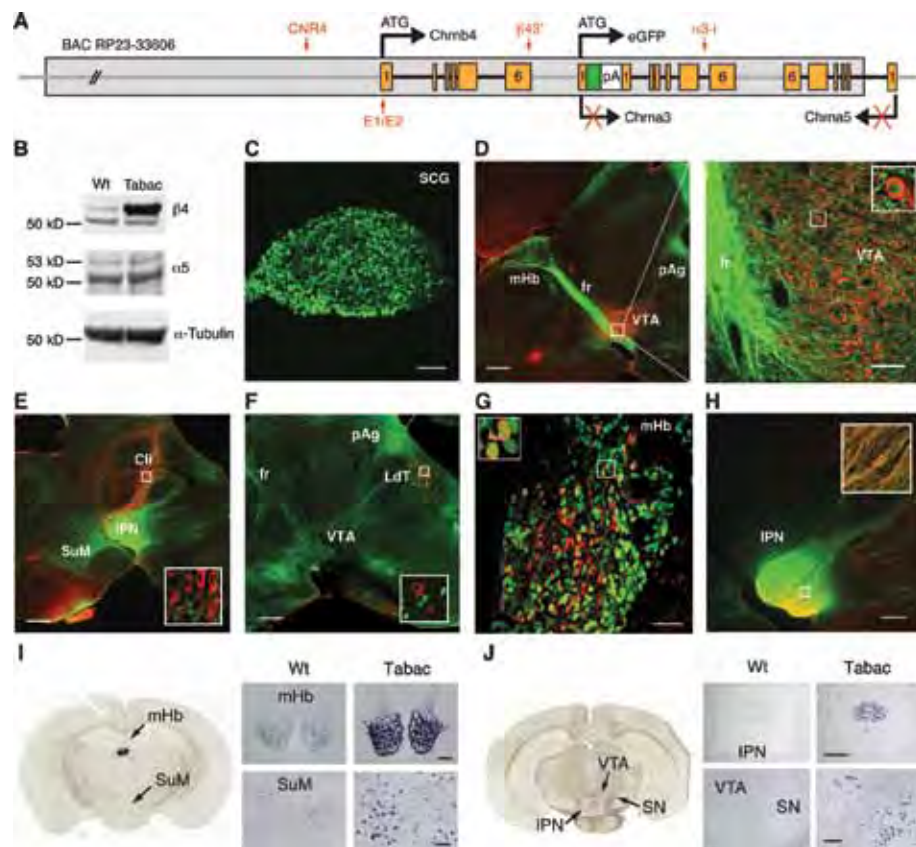 A
BAC RP23-33606
CNR4
ATG
Chrnb4
β43'
ATG
eGFP
α3-i
1
6
1
pA
1
6
6
1
E1/E2
Chrna3
Chrna5
B
Wt
Tabac
50 kD
β4
53 kD
50 kD
α5
50 kD
α-Tubulin
C
SCG
D
mHb
fr
pAg
VTA
fr
VTA
E
Cli
IPN
SuM
F
pAg
fr
LdT
VTA
G
mHb
H
IPN
I
mHb
SuM
Wt
Tabac
mHb
SuM
J
VTA
SN
IPN
Wt
Tabac
IPN
VTA
SN